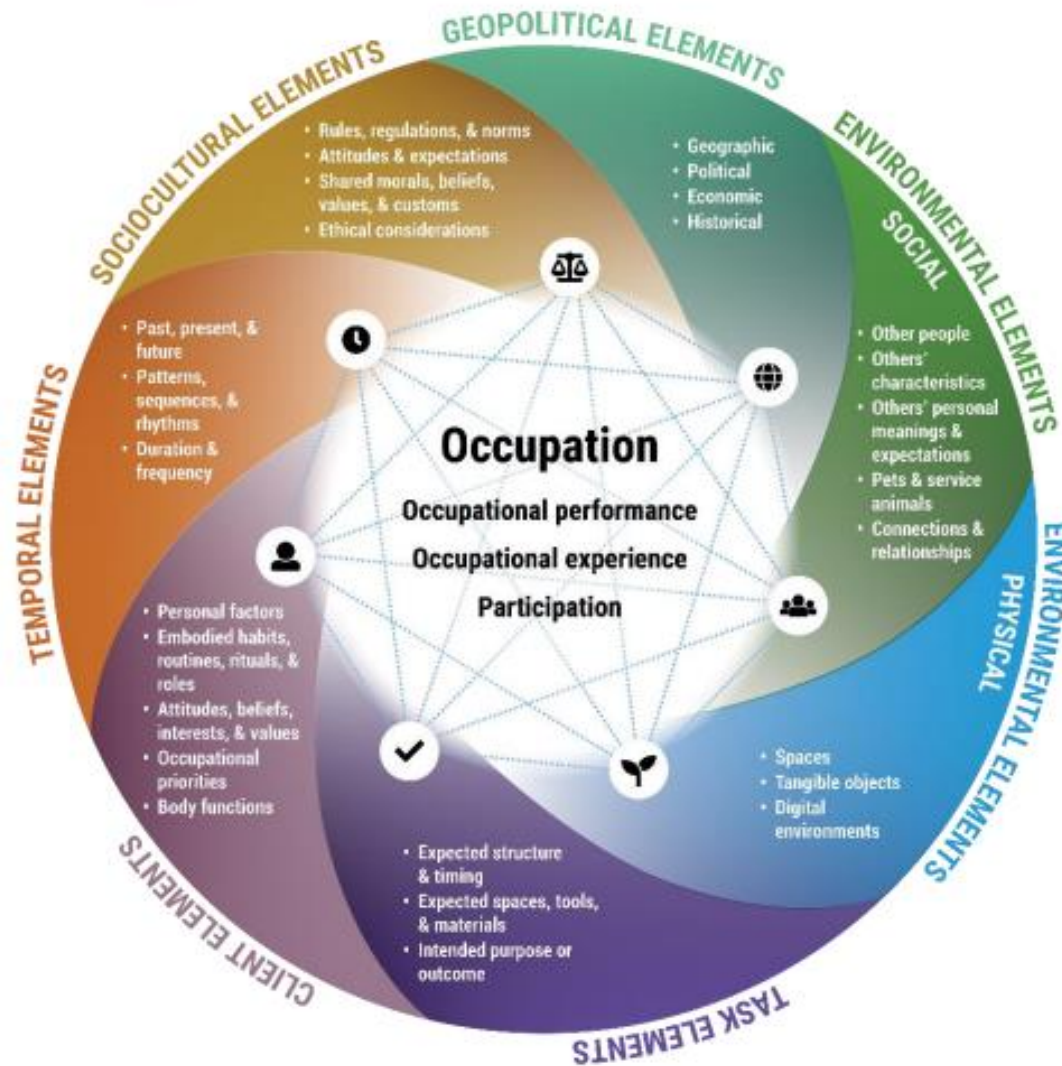 GEOPOLITICAL ELEMENTS
• Geographic
• Political
• Economic
• Historical
ENVIRONMENTAL ELEMENTS
SOCIAL
• Other people
• Others'
characteristics
• Others' personal
meanings &
expectations
• Pets & service
animals
• Connections &
relationships
ENVIRONMENTAL ELEMENTS
PHYSICAL
• Spaces
• Tangible objects
• Digital
environments
TASK ELEMENTS
• Expected structure
& timing
• Expected spaces, tools,
& materials
• Intended purpose or
outcome
CLIENT ELEMENTS
• Personal factors
• Embodied habits,
routines, rituals, &
roles
• Attitudes, beliefs,
interests, & values
• Occupational
priorities
• Body functions
TEMPORAL ELEMENTS
• Past, present, &
future
• Patterns,
sequences, &
rhythms
• Duration &
frequency
SOCIOCULTURAL ELEMENTS
• Rules, regulations, & norms
• Attitudes & expectations
• Shared morals, beliefs,
values, & customs
• Ethical considerations
Occupation
Occupational performance
Occupational experience
Participation